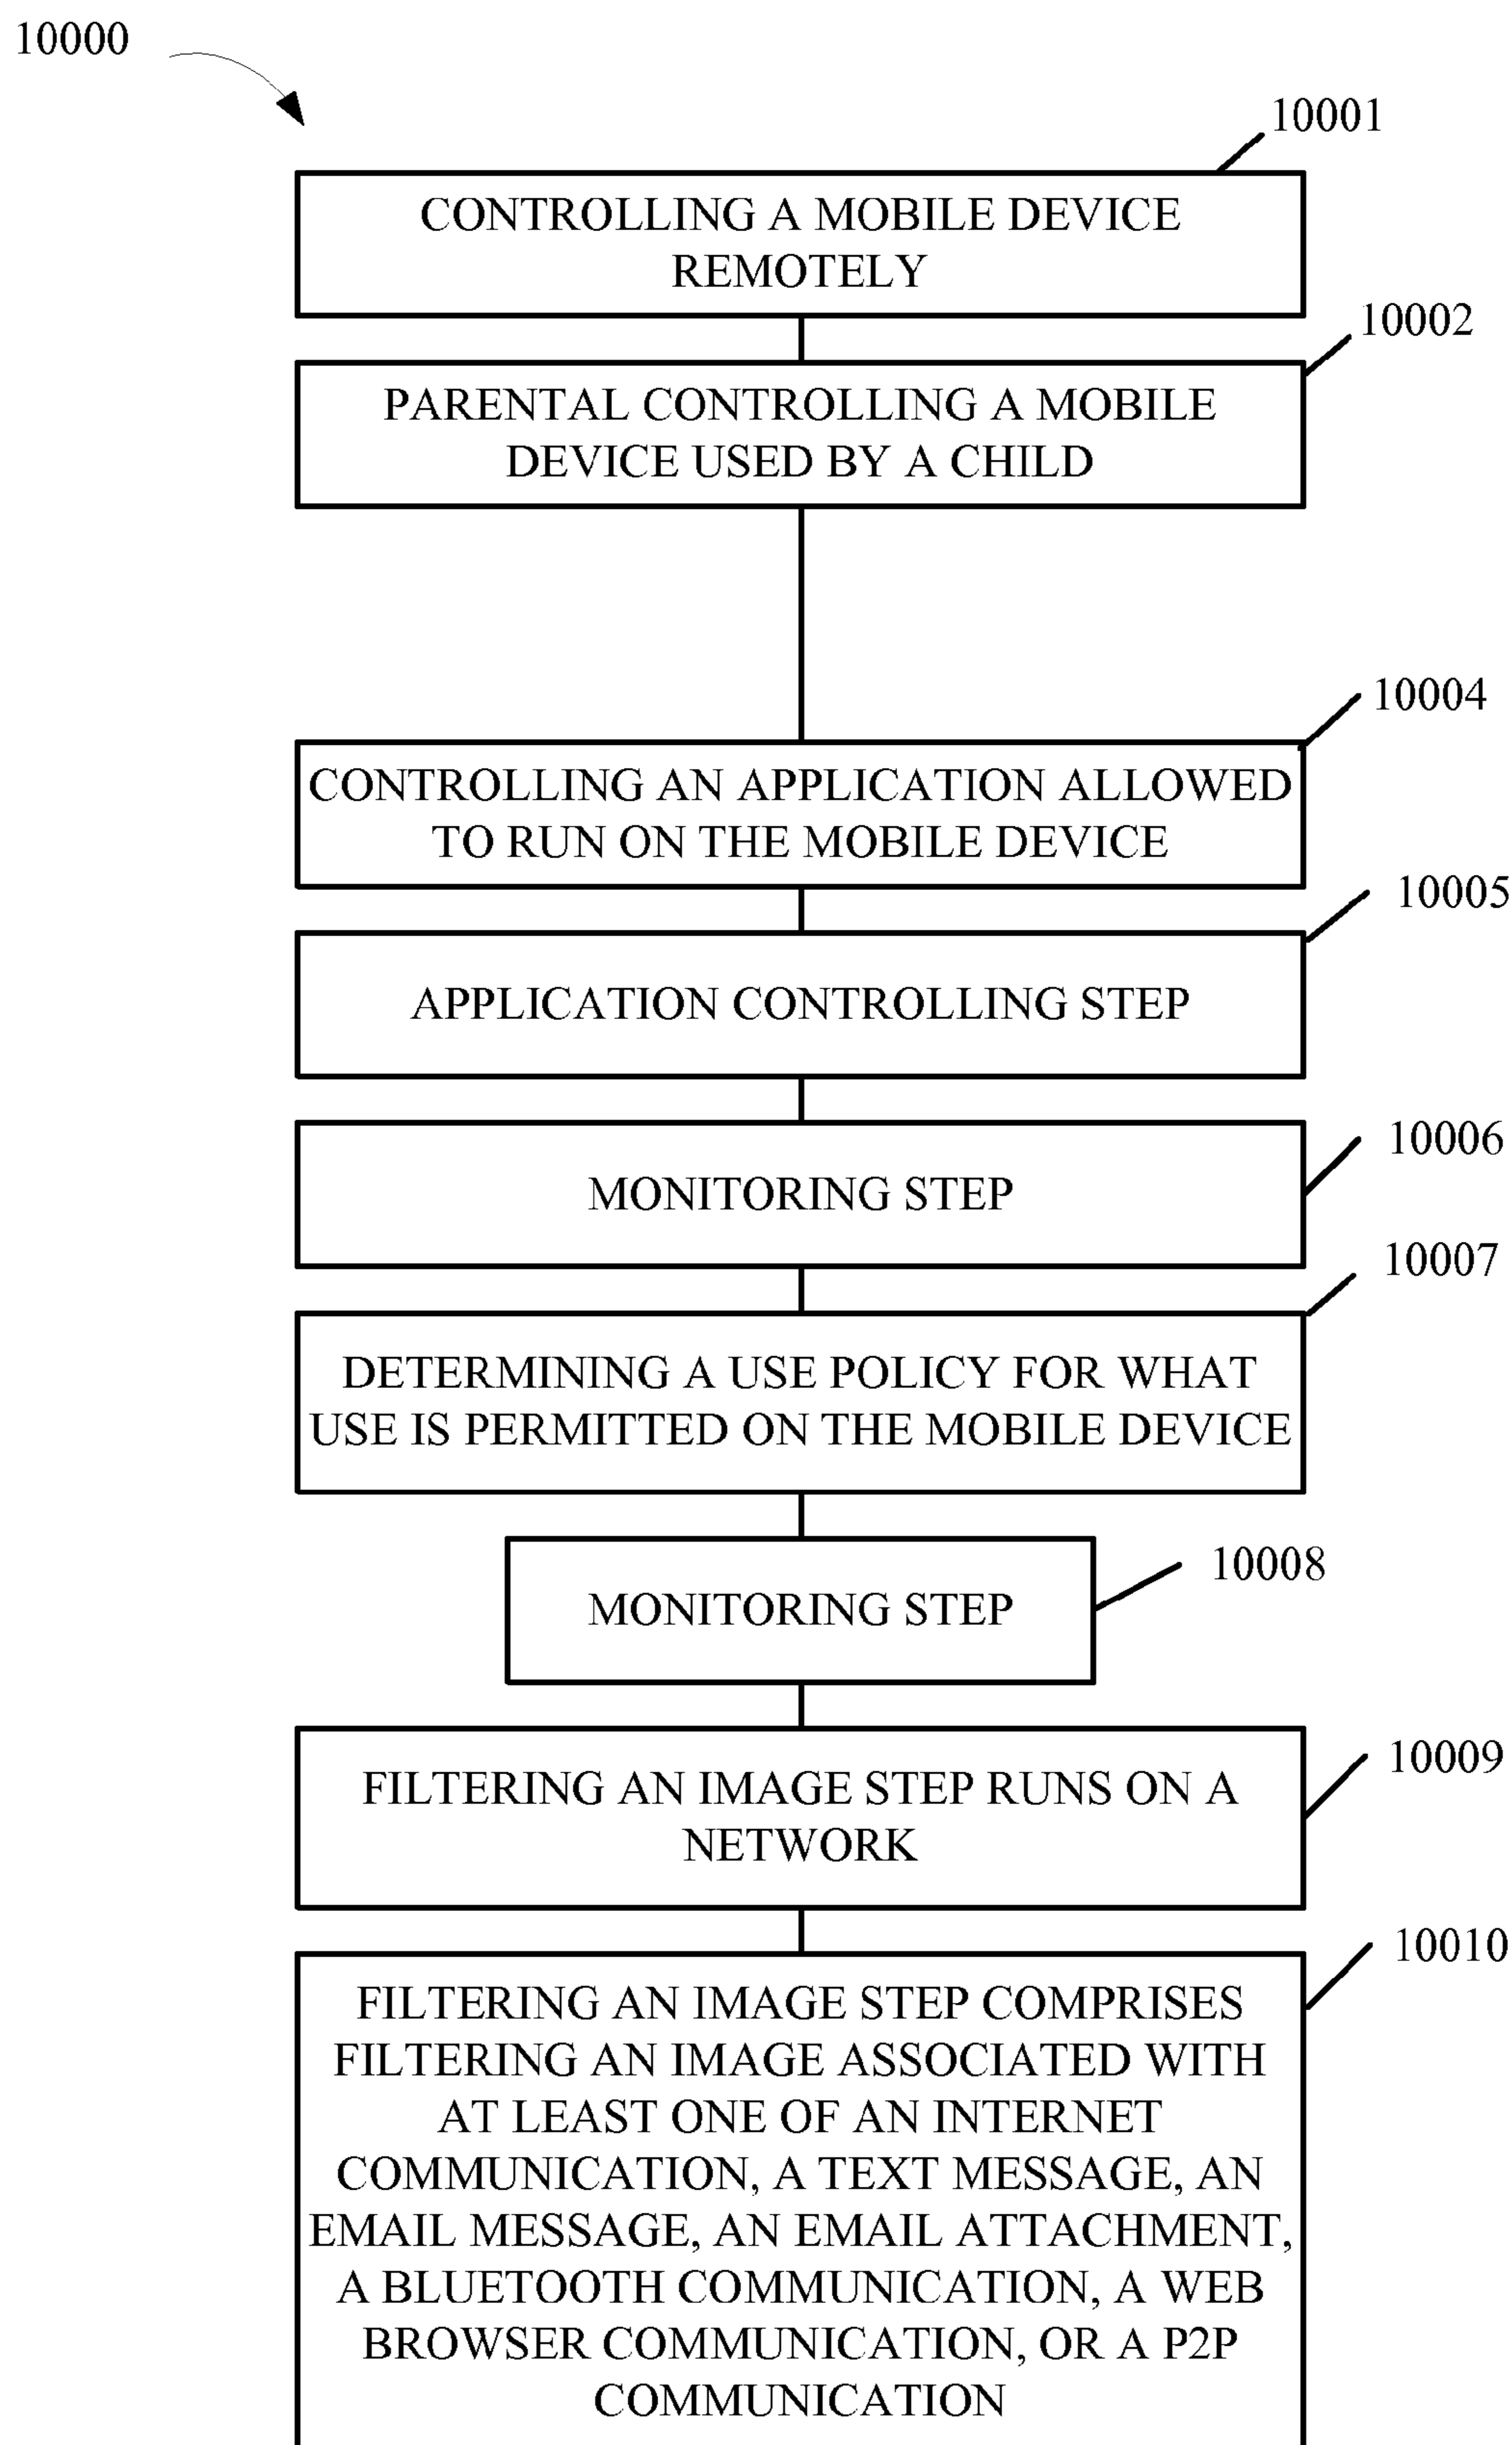 10000
10001
CONTROLLING A MOBILE DEVICE
REMOTELY
10002
PARENTAL CONTROLLING A MOBILE
DEVICE USED BY A CHILD
10004
CONTROLLING AN APPLICATION ALLOWED
TO RUN ON THE MOBILE DEVICE
10005
APPLICATION CONTROLLING STEP
10006
MONITORING STEP
10007
DETERMINING A USE POLICY FOR WHAT
USE IS PERMITTED ON THE MOBILE DEVICE
10008
MONITORING STEP
10009
FILTERING AN IMAGE STEP RUNS ON A
NETWORK
10010
FILTERING AN IMAGE STEP COMPRISES
FILTERING AN IMAGE ASSOCIATED WITH
AT LEAST ONE OF AN INTERNET
COMMUNICATION, A TEXT MESSAGE, AN
EMAIL MESSAGE, AN EMAIL ATTACHMENT,
A BLUETOOTH COMMUNICATION, A WEB
BROWSER COMMUNICATION, OR A P2P
COMMUNICATION